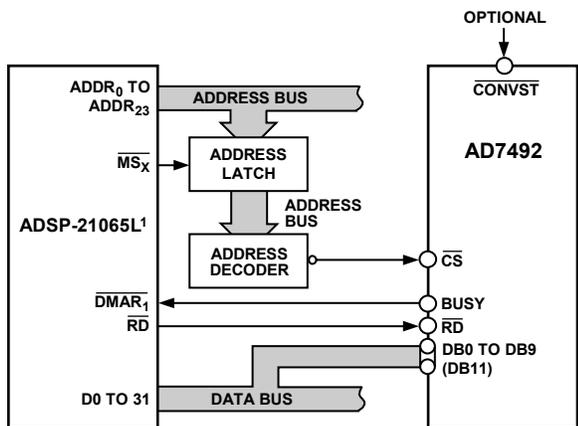 OPTIONAL
CONVST
AD7492
ADDR0 TO
ADDR23
ADDRESS BUS
MSX
ADDRESS
LATCH
ADDRESS
BUS
ADSP-21065L1
ADDRESS
DECODER
CS
DMAR1
BUSY
RD
RD
DB0 TO DB9
(DB11)
D0 TO 31
DATA BUS